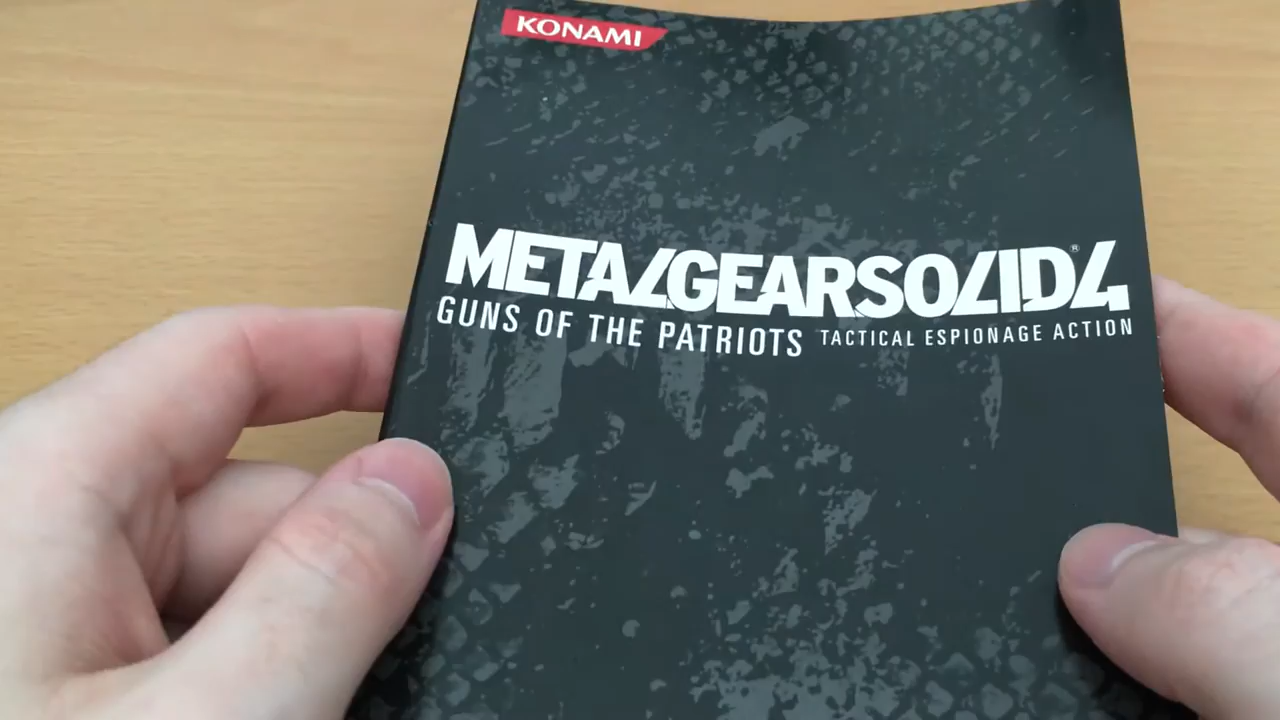 KONAMI
METAL GEAR SOLID 4®
GUNS OF THE PATRIOTS TACTICAL ESPIONAGE ACTION